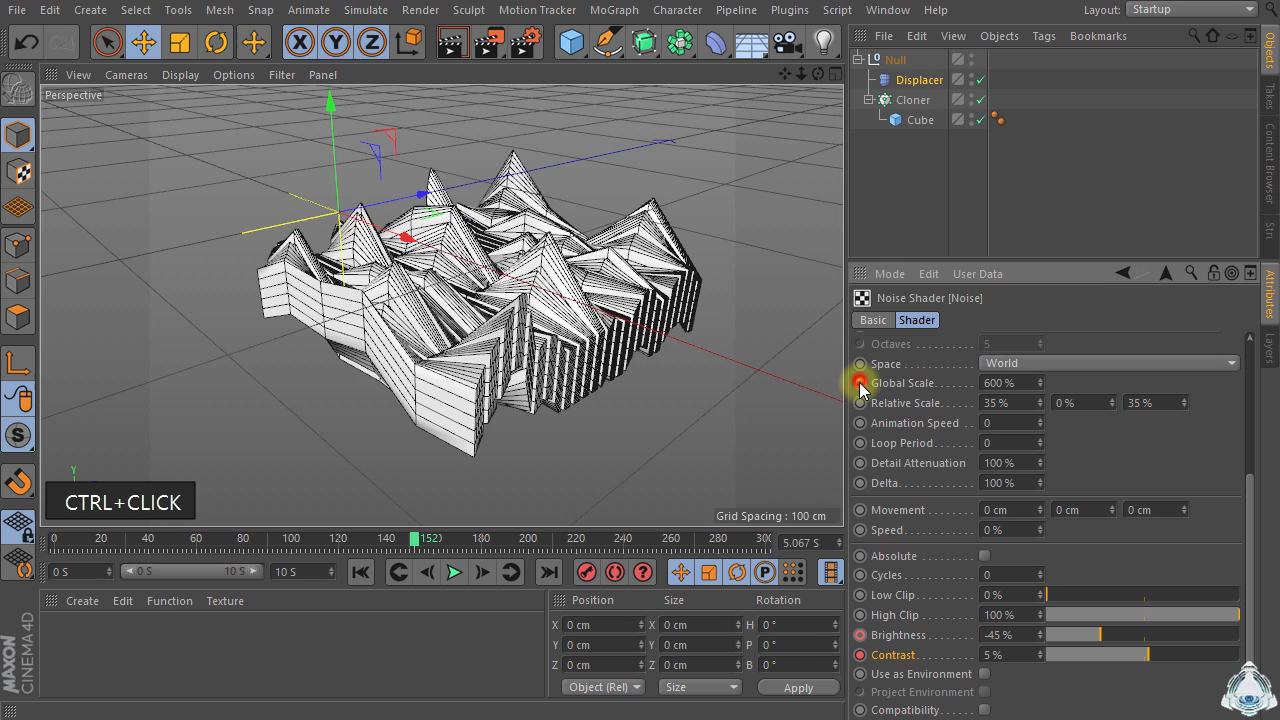 File Edit Create Select Tools Mesh Snap Animate Simulate Render Sculpt Motion Tracker MoGraph Character Pipeline Plugins Script Window Help Layout: Startup
X Y Z
File Edit View Objects Tags Bookmarks
View Cameras Display Options Filter Panel
Perspective
Null
Displacer
Cloner
Cube
Objects
Takes
Content Browser
Mode Edit User Data
Noise Shader [Noise]
Basic Shader
Attributes
Layers
Octaves 5
Space World
Global Scale 600 %
Relative Scale 35 % 0 % 35 %
Animation Speed 0
Loop Period 0
Detail Attenuation 100 %
Delta 100 %
Movement 0 cm 0 cm 0 cm
Speed 0 %
Absolute
Cycles 0
Low Clip 0 %
High Clip 100 %
Brightness -45 %
Contrast 5 %
Use as Environment
Project Environment
Compatibility
Y
CTRL+CLICK
Grid Spacing : 100 cm
0 20 40 60 80 100 120 140 152 180 200 220 240 260 280 5.067 S
0 S 0 S 10 S 10 S
Create Edit Function Texture
Position Size Rotation
X 0 cm X 0 cm H 0 °
Y 0 cm Y 0 cm P 0 °
Z 0 cm Z 0 cm B 0 °
Object (Rel) Size Apply
MAXON
CINEMA 4D